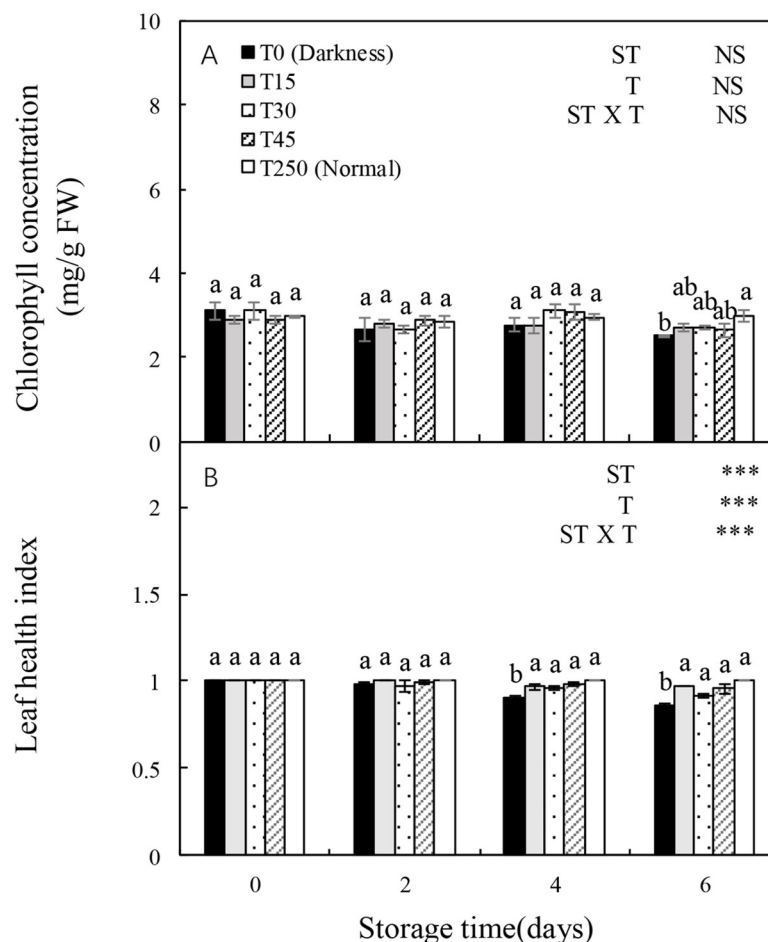 10
A
T0 (Darkness)
ST NS
T15
T NS
8
T30
ST X T NS
T45
T250 (Normal)
6
Chlorophyll concentration
(mg/g FW)
4
a a a a a
a a a a a
a a a a a
b ab ab ab a
2
0
B
ST ***
T ***
ST X T ***
2
Leaf health index
1.5
a a a a a
a a a a a
b a a a a
b a a a a
1
0.5
0
0 2 4 6
Storage time(days)